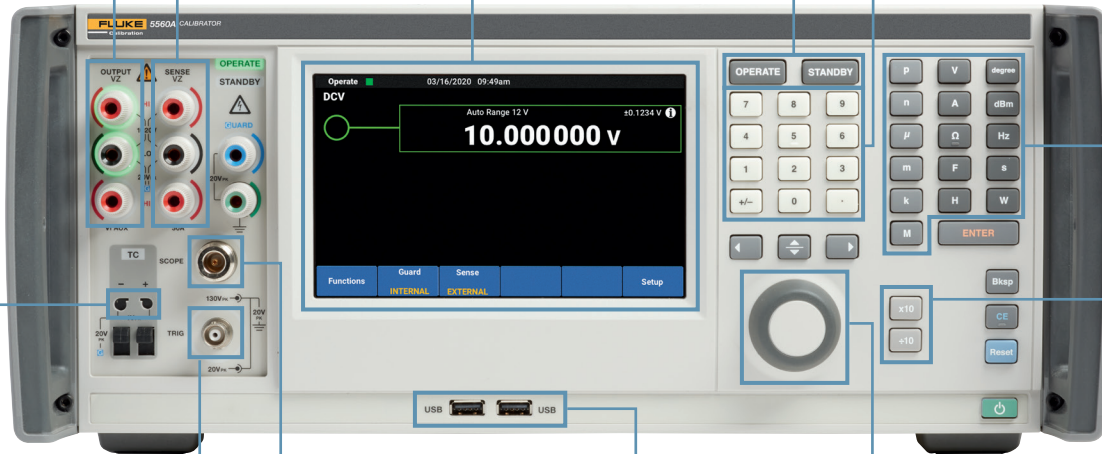 FLUKE 5560A CALIBRATOR
Calibration
OUTPUT
VZ
SENSE
VZ
OPERATE
STANDBY
GUARD
20V PK
30A
TC
SCOPE
- +
130V PK
20V
PK
20V
PK
TRIG
20V PK
Operate 03/16/2020 09:49am
DCV
Auto Range 12 V ±0.1234 V
10.000000 V
Functions
Guard
INTERNAL
Sense
EXTERNAL
Setup
OPERATE STANDBY
7 8 9
4 5 6
1 2 3
+/− 0 ·
p V degree
n A dBm
µ Ω Hz
m F s
k H W
M ENTER
Bksp
x10
CE
÷10
Reset
USB USB